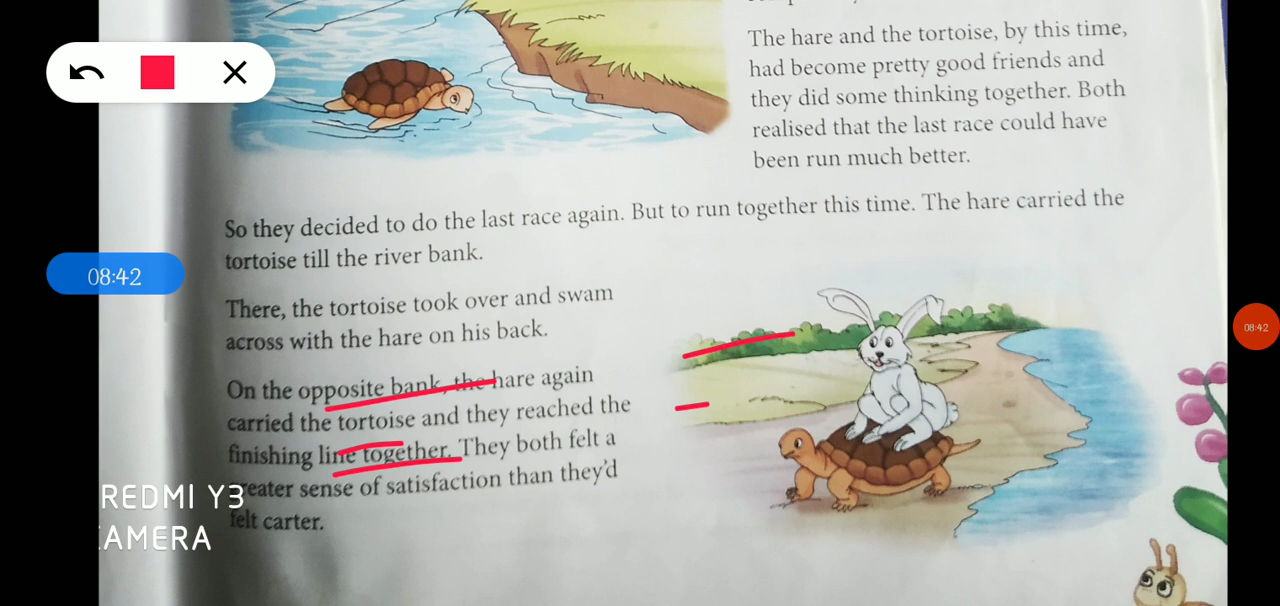 The hare and the tortoise, by this time,
had become pretty good friends and
they did some thinking together. Both
realised that the last race could have
been run much better.
So they decided to do the last race again. But to run together this time. The hare carried the
tortoise till the river bank.
There, the tortoise took over and swam
across with the hare on his back.
On the opposite bank, the hare again
carried the tortoise and they reached the
finishing line together. They both felt a
reater sense of satisfaction than they'd
felt carter.
08:42
08:42
REDMI Y3
CAMERA